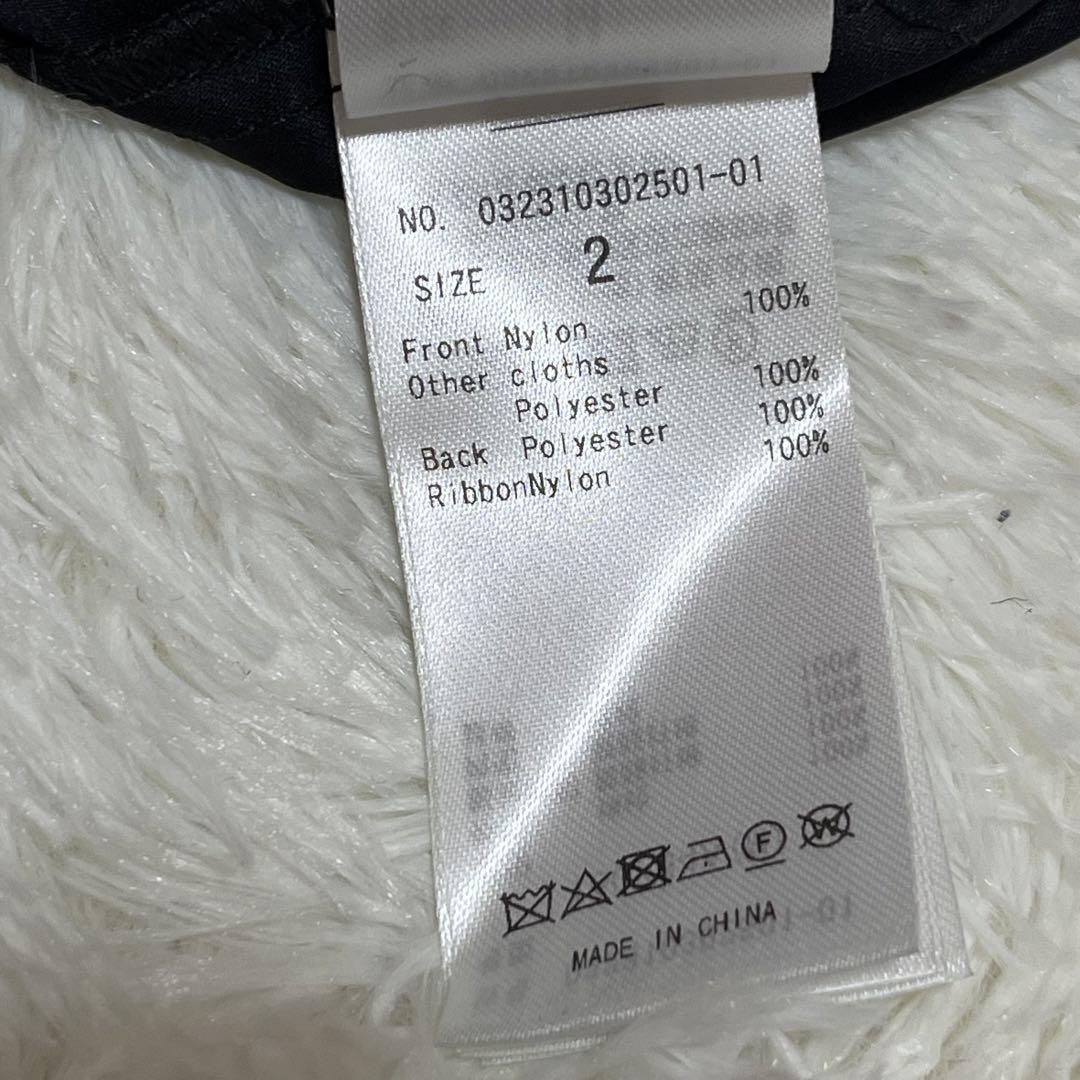 NO. 032310302501-01
SIZE 2
Front Nylon 100%
Other cloths
Polyester 100%
Back Polyester 100%
RibbonNylon 100%
F
W
MADE IN CHINA